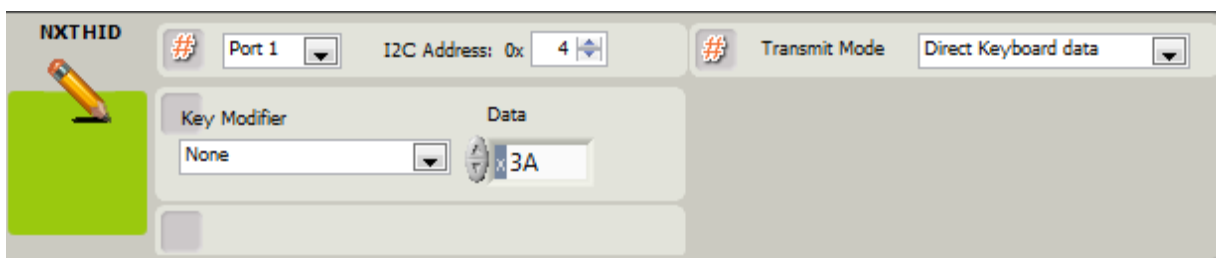 NXTHID
# Port 1 I2C Address: 0x 4 # Transmit Mode Direct Keyboard data
Key Modifier Data
None x 3A